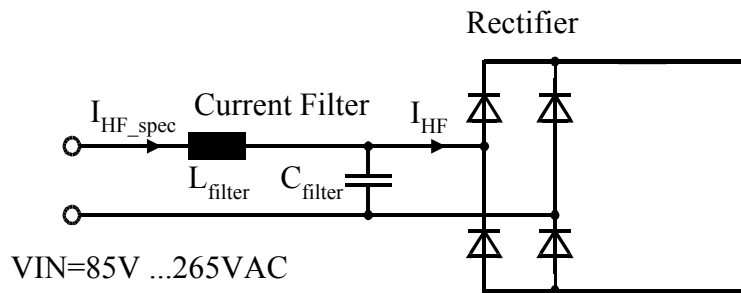 Rectifier
Current Filter
I_HF_spec
I_HF
L_filter
C_filter
VIN=85V ...265VAC